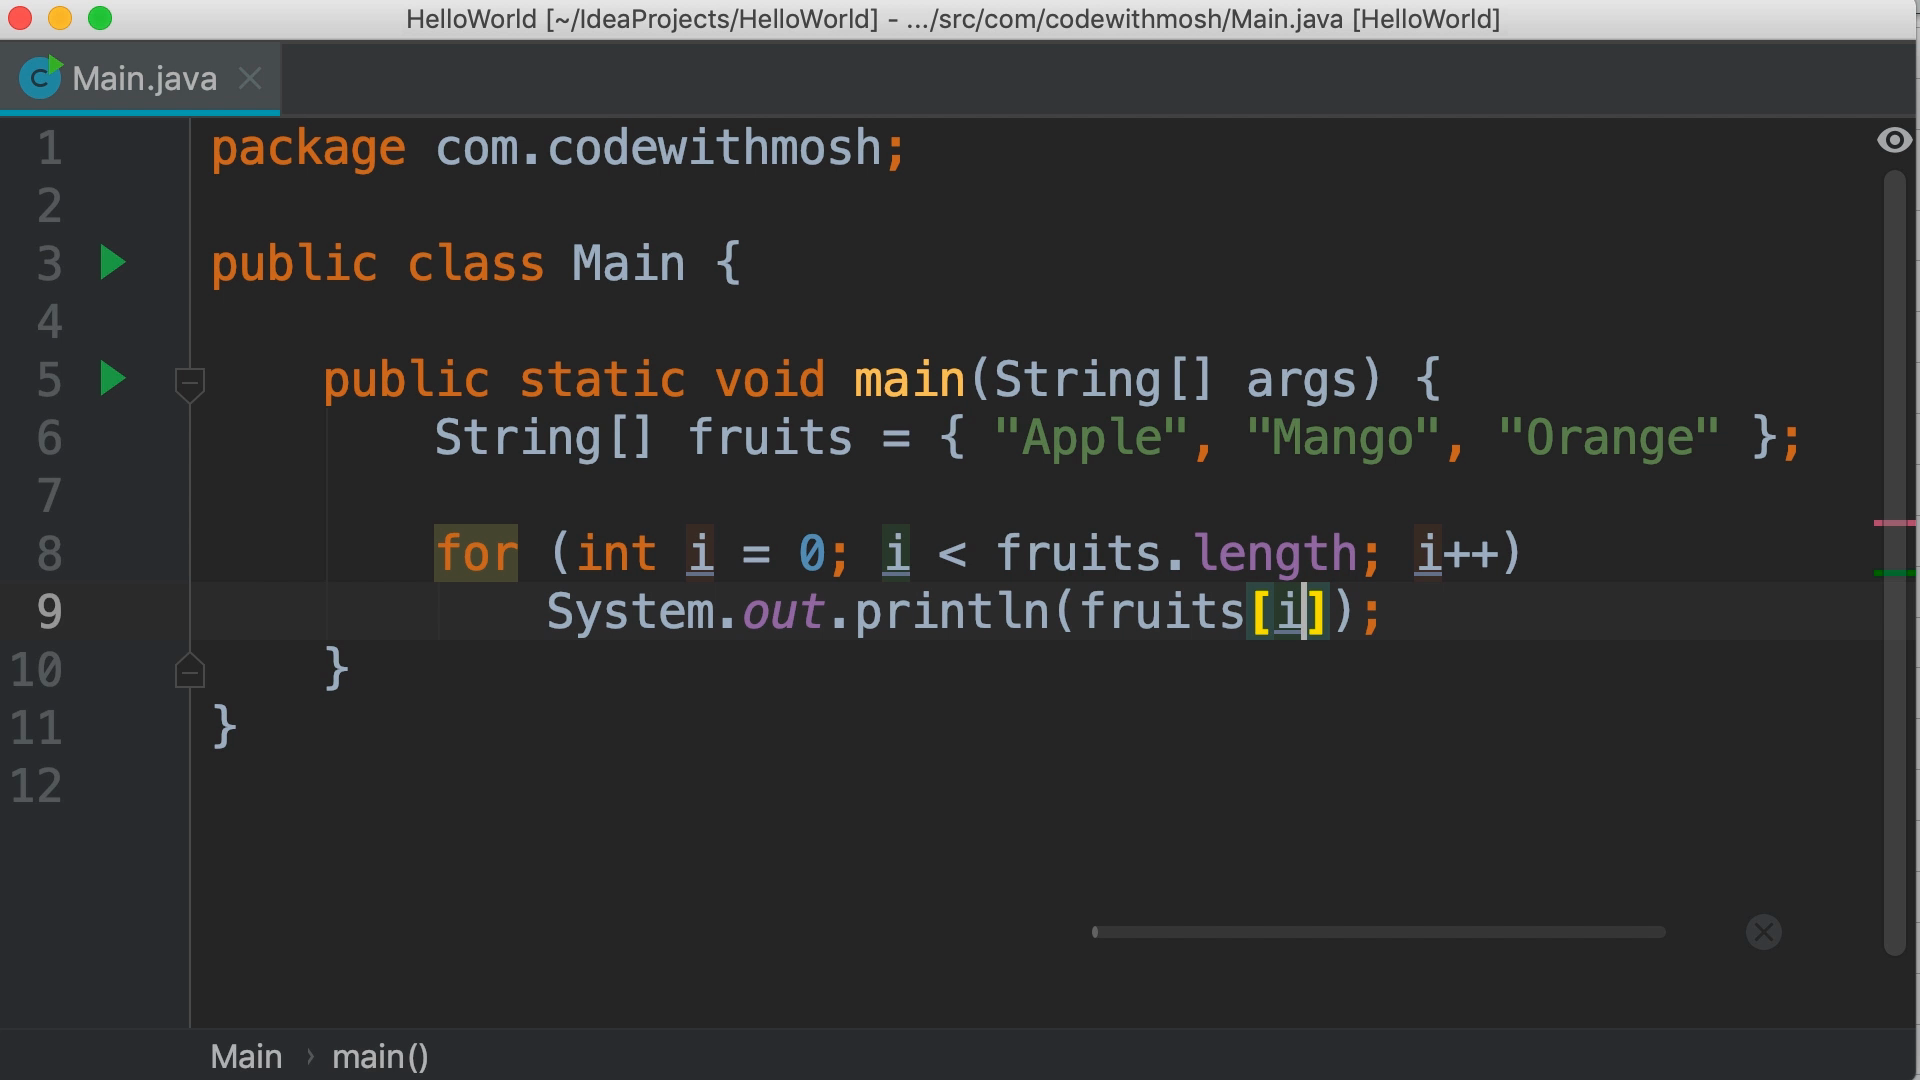 HelloWorld [~/IdeaProjects/HelloWorld] - .../src/com/codewithmosh/Main.java [HelloWorld]
C Main.java
1 package com.codewithmosh;
2
3 public class Main {
4
5 public static void main(String[] args) {
6 String[] fruits = { "Apple", "Mango", "Orange" };
7
8 for (int i = 0; i < fruits.length; i++)
9 System.out.println(fruits[i]);
10 }
11 }
12
Main › main()